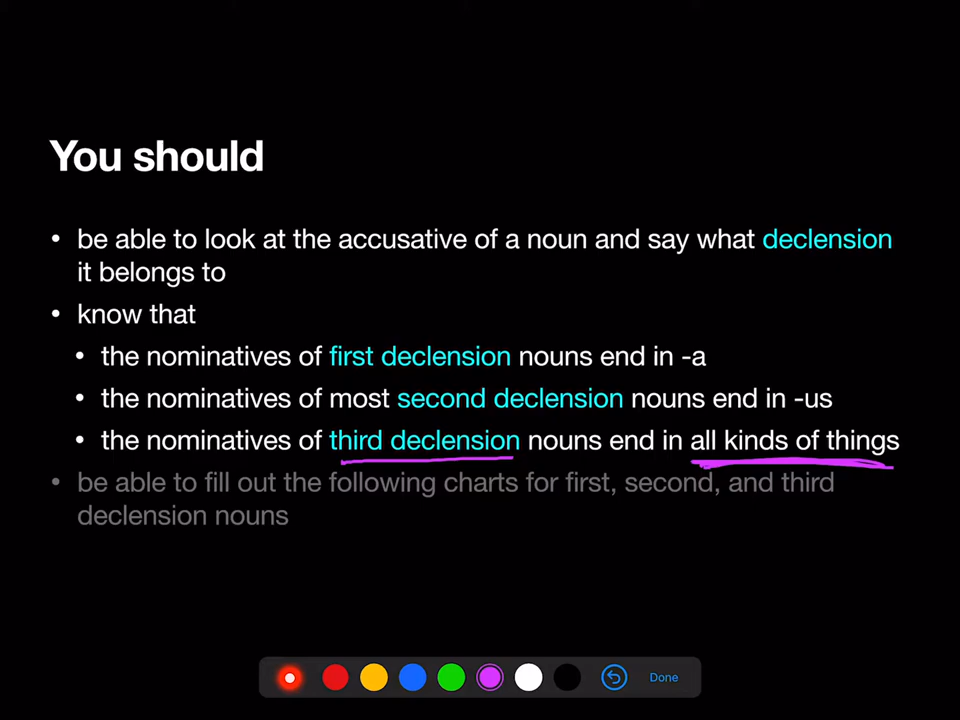 You should
• be able to look at the accusative of a noun and say what declension
it belongs to
• know that
• the nominatives of first declension nouns end in -a
• the nominatives of most second declension nouns end in -us
• the nominatives of third declension nouns end in all kinds of things
• be able to fill out the following charts for first, second, and third
declension nouns
Done